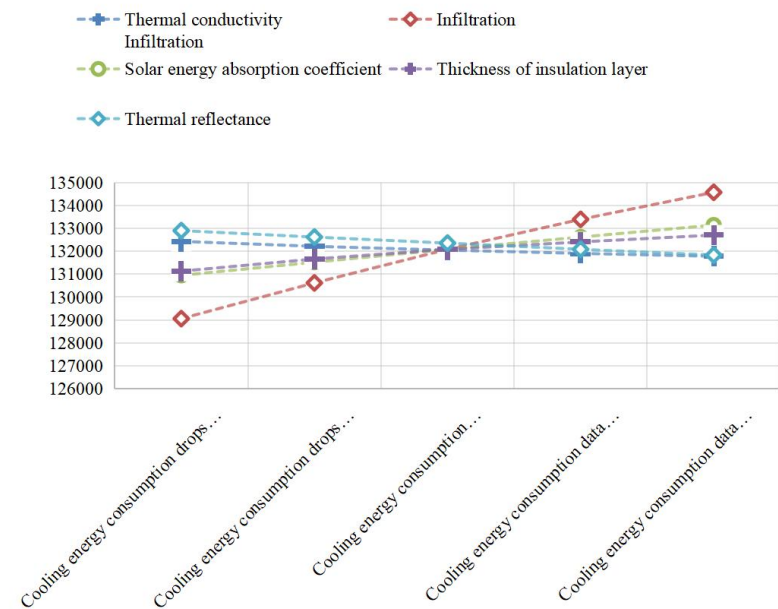 Thermal conductivity
Infiltration
Infiltration
Solar energy absorption coefficient
Thickness of insulation layer
Thermal reflectance
135000
134000
133000
132000
131000
130000
129000
128000
127000
126000
Cooling energy consumption drops…
Cooling energy consumption drops…
Cooling energy consumption…
Cooling energy consumption data…
Cooling energy consumption data…